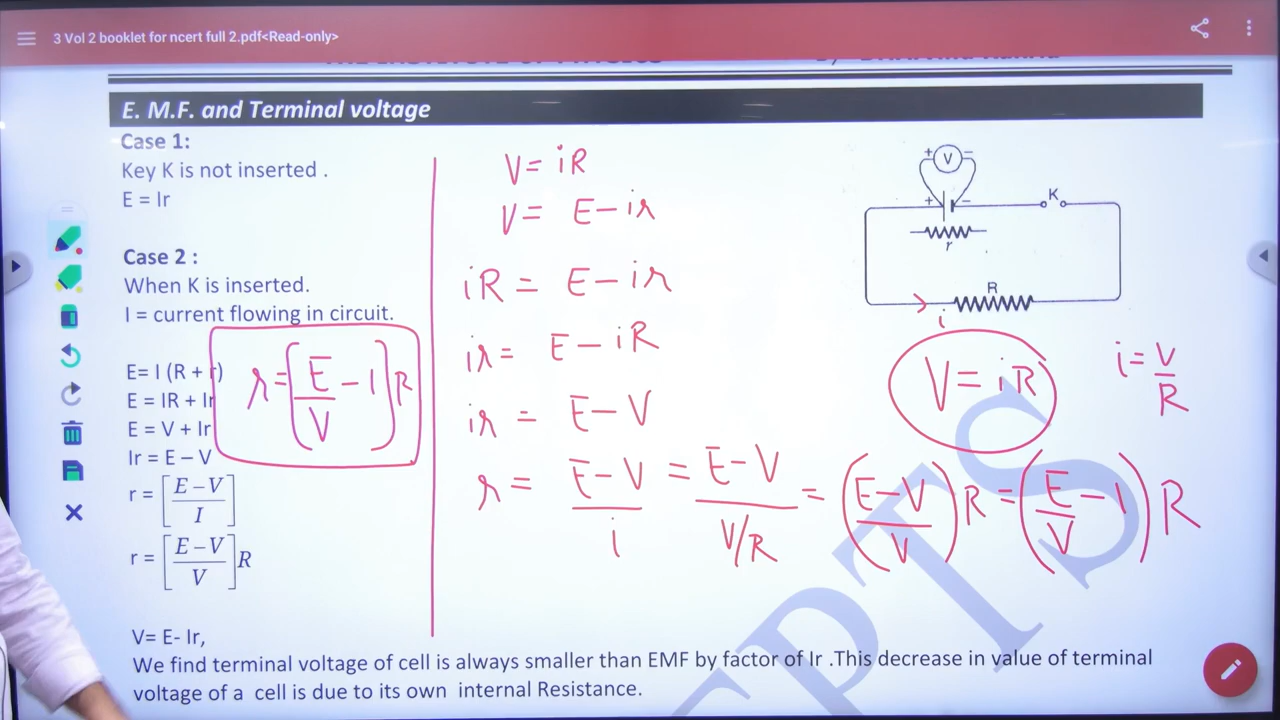 3 Vol 2 booklet for ncert full 2.pdf<Read-only>
E. M.F. and Terminal voltage
Case 1:
Key K is not inserted .
E = Ir
Case 2 :
When K is inserted.
I = current flowing in circuit.
E= I (R + r)
E = IR + Ir
E = V + Ir
Ir = E – V
r = [E – V / I]
r = [E – V / V] R
r = (E/V – 1) R
V = iR
V = E – ir
iR = E – ir
ir = E – iR
ir = E – V
r = E–V / i = E–V / V/R = (E–V / V) R = (E/V – 1) R
+ V –
+ –
K
r
R
i
V = iR
i = V/R
V= E- Ir,
We find terminal voltage of cell is always smaller than EMF by factor of Ir .This decrease in value of terminal
voltage of a cell is due to its own internal Resistance.
EPTS